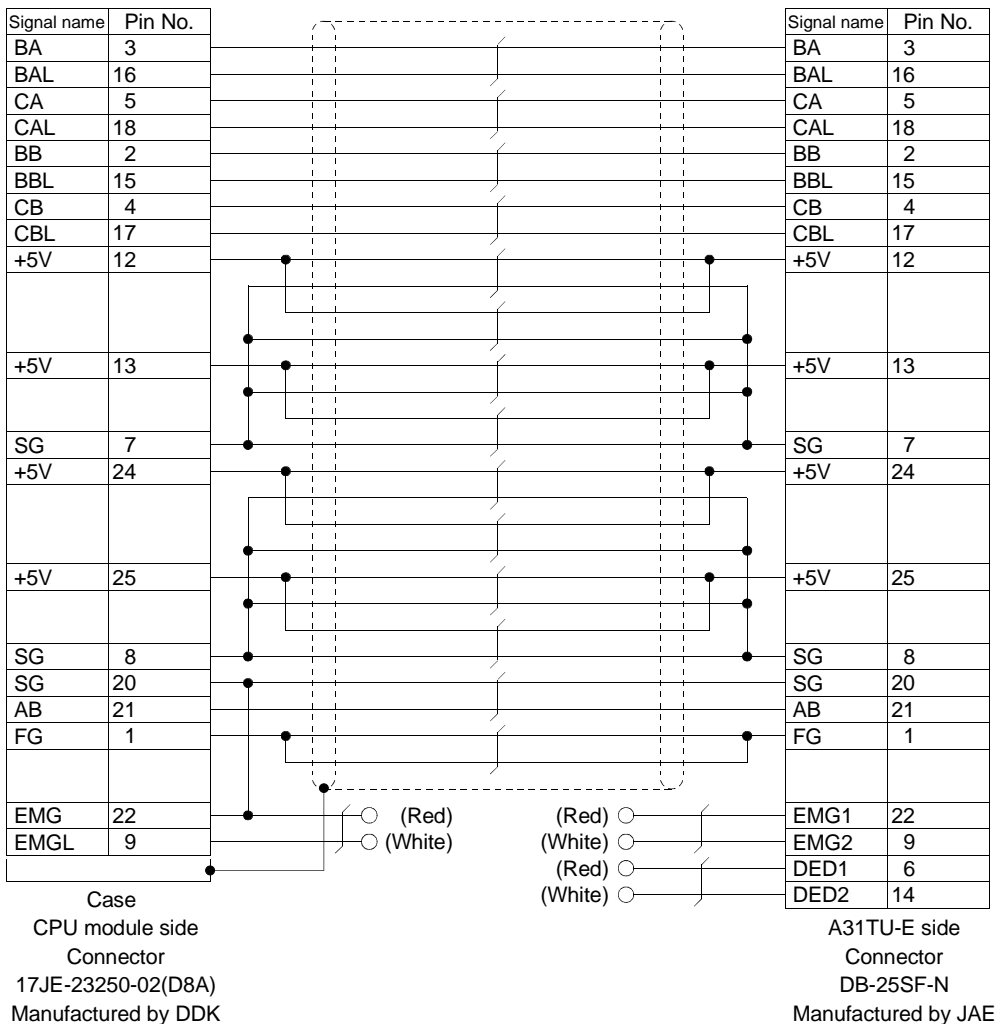 Signal name Pin No. Signal name Pin No.
BA 3 BA 3
BAL 16 BAL 16
CA 5 CA 5
CAL 18 CAL 18
BB 2 BB 2
BBL 15 BBL 15
CB 4 CB 4
CBL 17 CBL 17
+5V 12 +5V 12
+5V 13 +5V 13
SG 7 SG 7
+5V 24 +5V 24
+5V 25 +5V 25
SG 8 SG 8
SG 20 SG 20
AB 21 AB 21
FG 1 FG 1
EMG 22 (Red) (Red) EMG1 22
EMGL 9 (White) (White) EMG2 9
(Red) DED1 6
(White) DED2 14
Case
CPU module side
Connector
17JE-23250-02(D8A)
Manufactured by DDK
A31TU-E side
Connector
DB-25SF-N
Manufactured by JAE